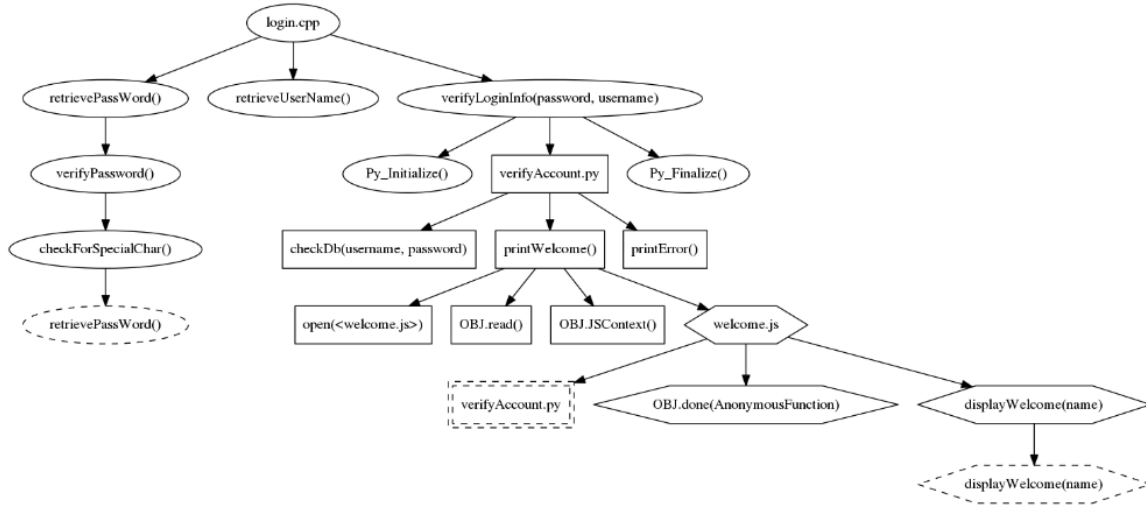 login.cpp
retrievePassWord()
retrieveUserName()
verifyLoginInfo(password, username)
verifyPassword()
Py_Initialize()
verifyAccount.py
Py_Finalize()
checkForSpecialChar()
checkDb(username, password)
printWelcome()
printError()
retrievePassWord()
open(<welcome.js>)
OBJ.read()
OBJ.JSContext()
welcome.js
verifyAccount.py
OBJ.done(AnonymousFunction)
displayWelcome(name)
displayWelcome(name)